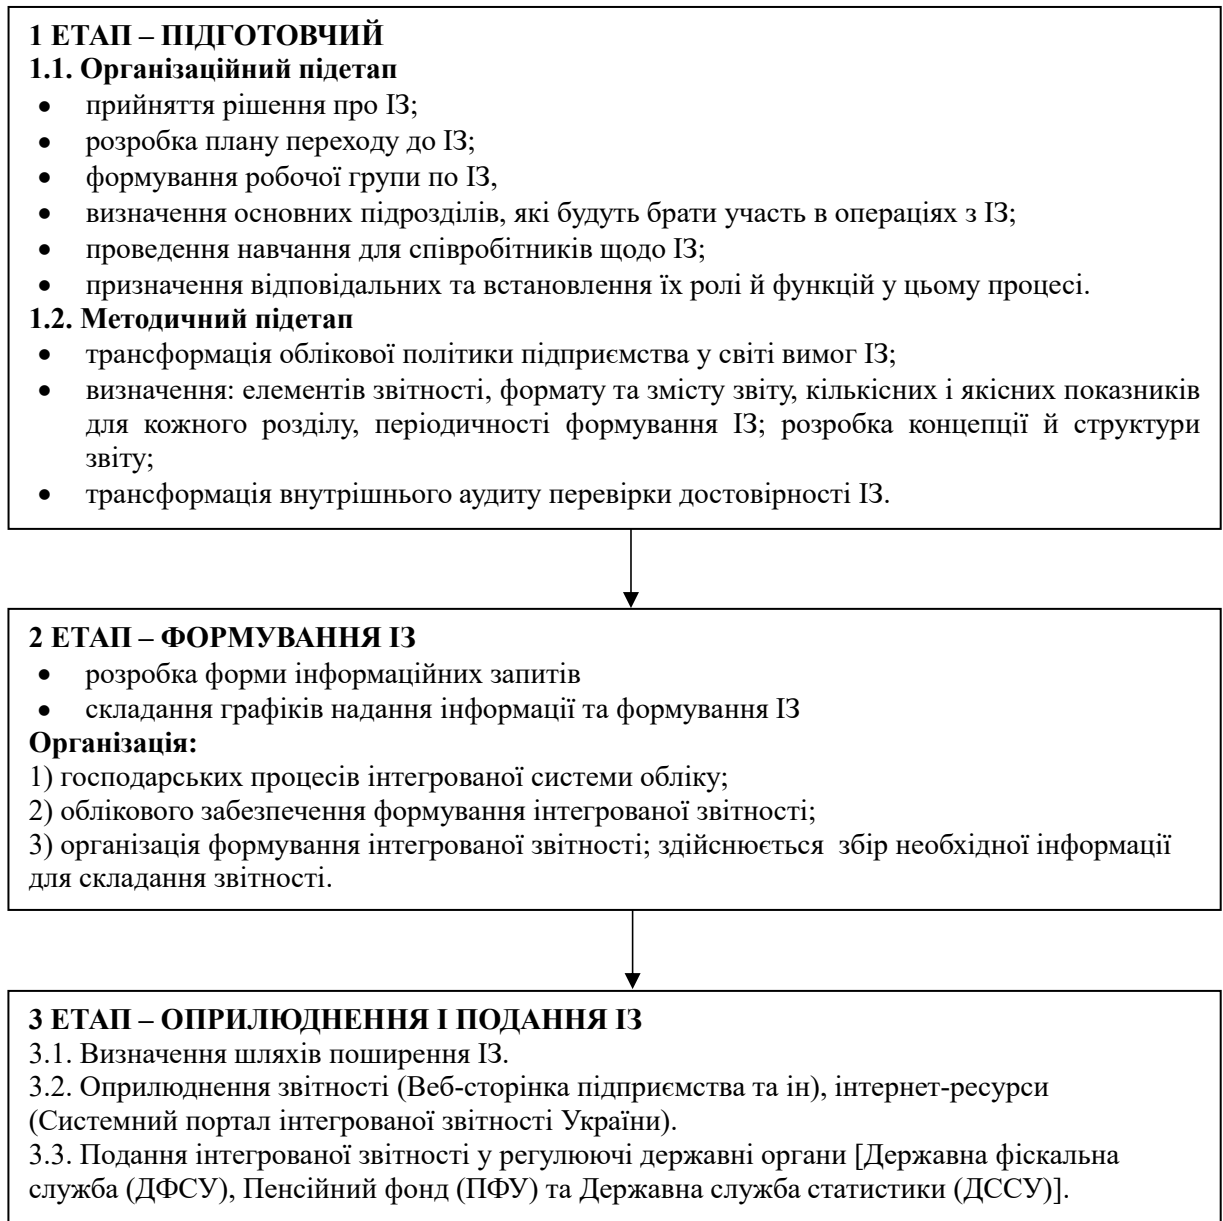 1 ЕТАП – ПІДГОТОВЧИЙ
1.1. Організаційний підетап
• прийняття рішення про ІЗ;
• розробка плану переходу до ІЗ;
• формування робочої групи по ІЗ,
• визначення основних підрозділів, які будуть брати участь в операціях з ІЗ;
• проведення навчання для співробітників щодо ІЗ;
• призначення відповідальних та встановлення їх ролі й функцій у цьому процесі.
1.2. Методичний підетап
• трансформація облікової політики підприємства у світі вимог ІЗ;
• визначення: елементів звітності, формату та змісту звіту, кількісних і якісних показників
для кожного розділу, періодичності формування ІЗ; розробка концепції й структури
звіту;
• трансформація внутрішнього аудиту перевірки достовірності ІЗ.
2 ЕТАП – ФОРМУВАННЯ ІЗ
• розробка форми інформаційних запитів
• складання графіків надання інформації та формування ІЗ
Організація:
1) господарських процесів інтегрованої системи обліку;
2) облікового забезпечення формування інтегрованої звітності;
3) організація формування інтегрованої звітності; здійснюється збір необхідної інформації
для складання звітності.
3 ЕТАП – ОПРИЛЮДНЕННЯ І ПОДАННЯ ІЗ
3.1. Визначення шляхів поширення ІЗ.
3.2. Оприлюднення звітності (Веб-сторінка підприємства та ін), інтернет-ресурси
(Системний портал інтегрованої звітності України).
3.3. Подання інтегрованої звітності у регулюючі державні органи [Державна фіскальна
служба (ДФСУ), Пенсійний фонд (ПФУ) та Державна служба статистики (ДССУ)].